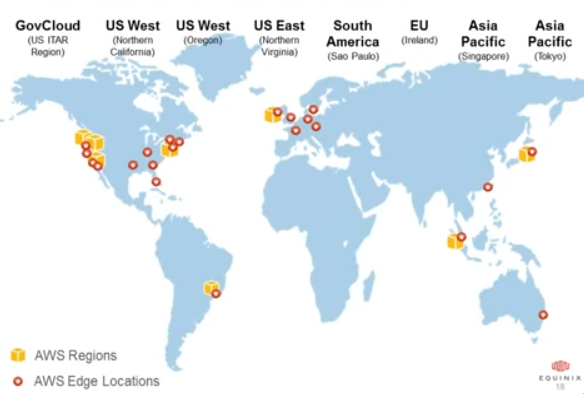 GovCloud
(US ITAR
Region)
US West
(Northern
California)
US West
(Oregon)
US East
(Northern
Virginia)
South
America
(Sao Paulo)
EU
(Ireland)
Asia
Pacific
(Singapore)
Asia
Pacific
(Tokyo)
AWS Regions
AWS Edge Locations
EQUINIX
18